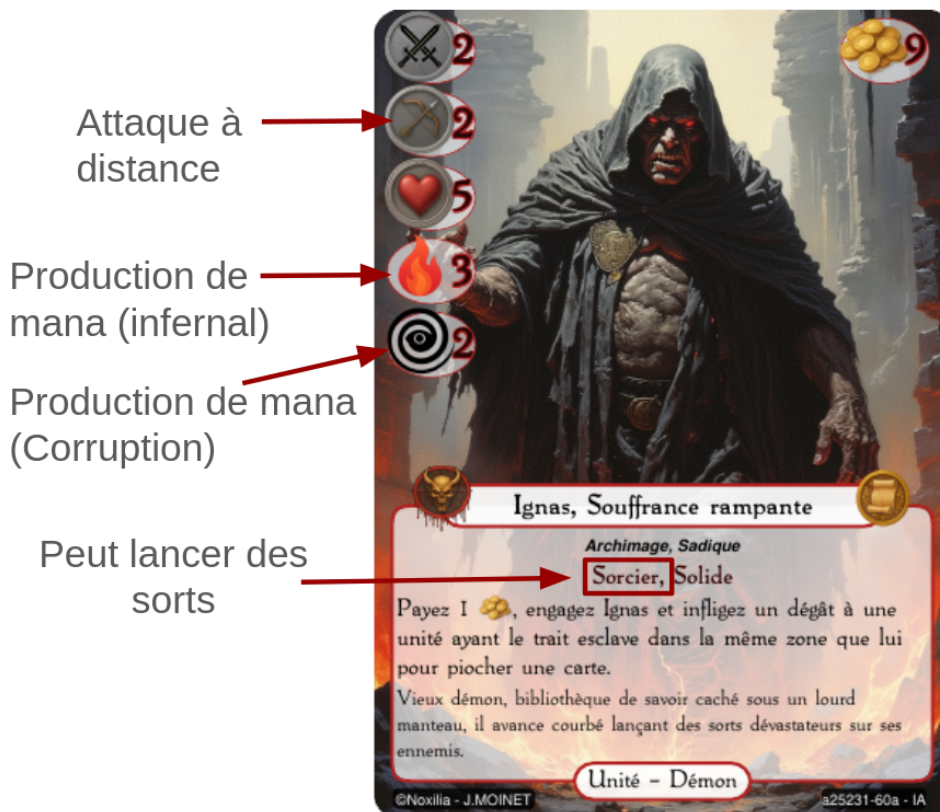 2
9
2
5
3
2
Attaque à
distance
Production de
mana (infernal)
Production de mana
(Corruption)
Peut lancer des
sorts
Ignas, Souffrance rampante
Archimage, Sadique
Sorcier, Solide
Payez 1 , engagez Ignas et infligez un dégât à une
unité ayant le trait esclave dans la même zone que lui
pour piocher une carte.
Vieux démon, bibliothèque de savoir caché sous un lourd
manteau, il avance courbé lançant des sorts dévastateurs sur ses
ennemis.
Unité - Démon
©Noxilia - J.MOINET
a25231-60a - IA